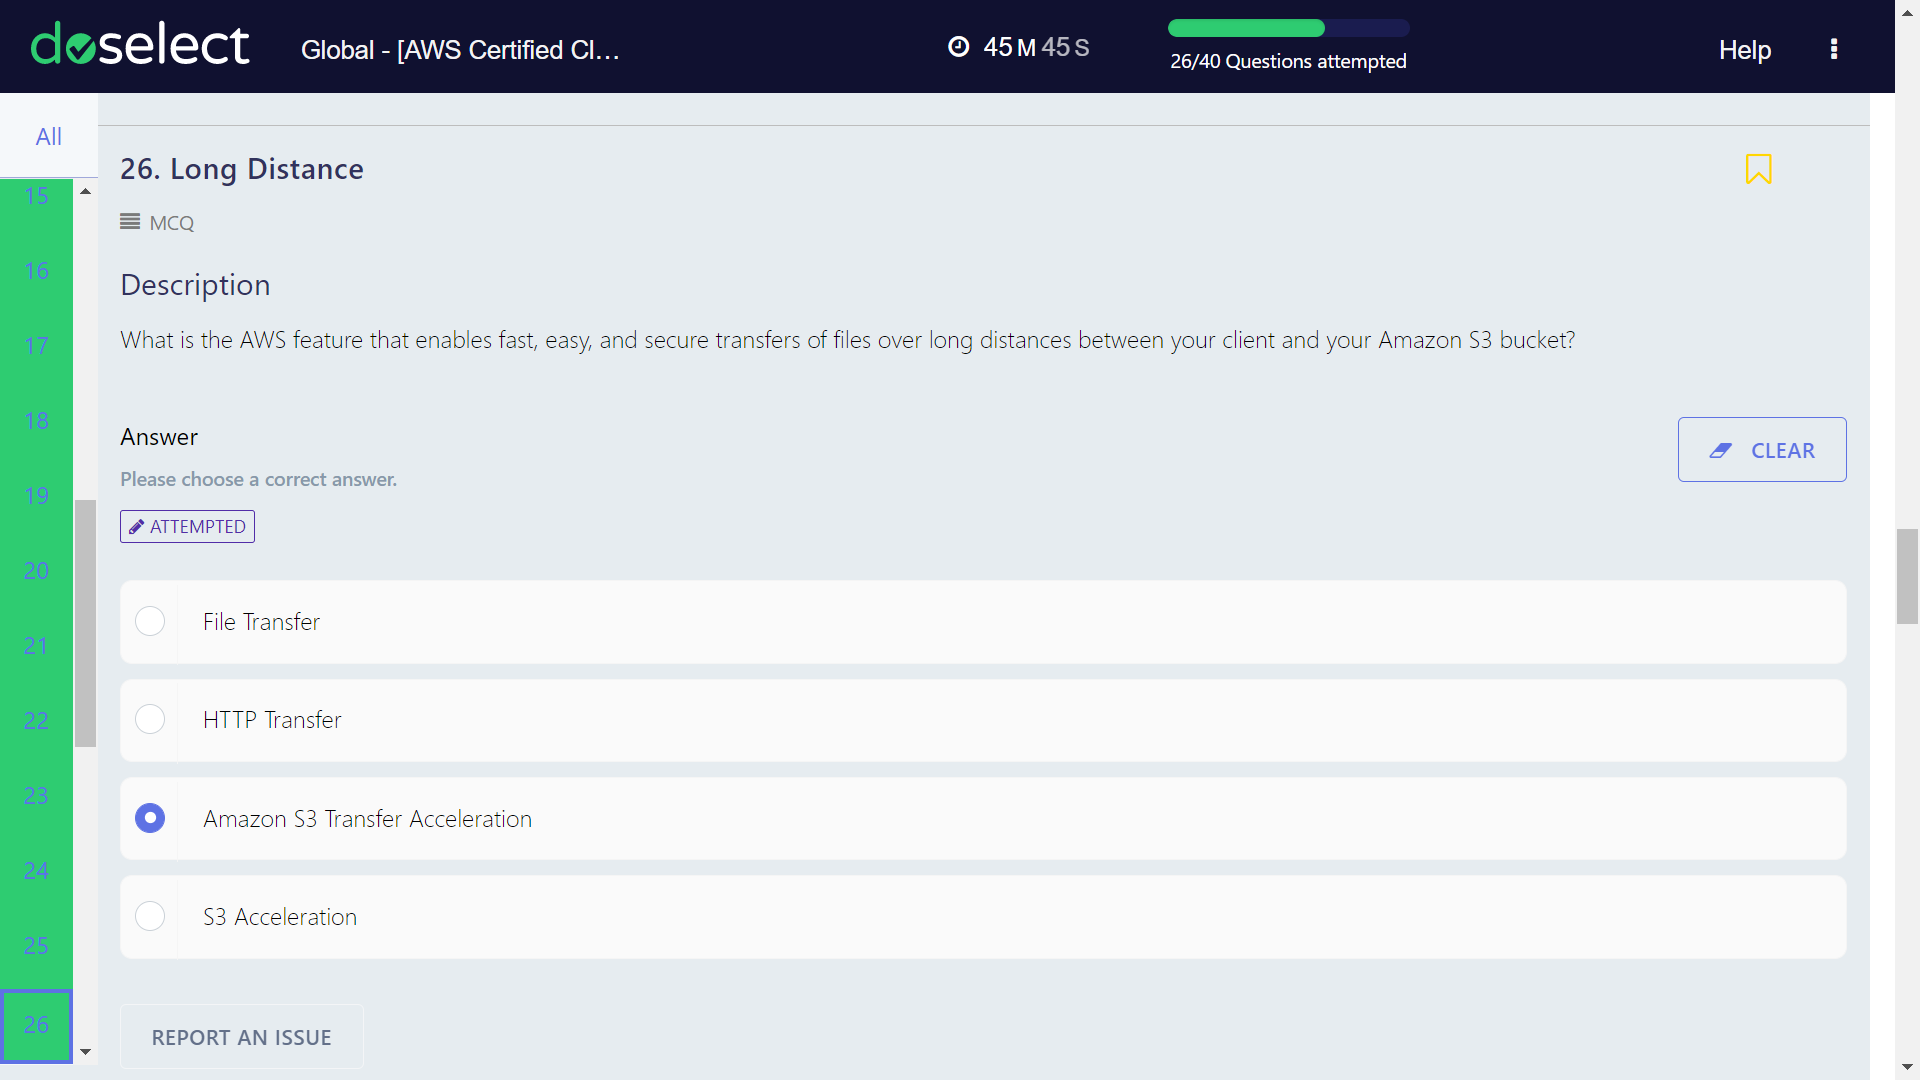 doselect
Global - [AWS Certified Cl...
45 M 45 S
26/40 Questions attempted
Help
All
15
16
17
18
19
20
21
22
23
24
25
26
26. Long Distance
MCQ
Description
What is the AWS feature that enables fast, easy, and secure transfers of files over long distances between your client and your Amazon S3 bucket?
Answer
CLEAR
Please choose a correct answer.
ATTEMPTED
File Transfer
HTTP Transfer
Amazon S3 Transfer Acceleration
S3 Acceleration
REPORT AN ISSUE